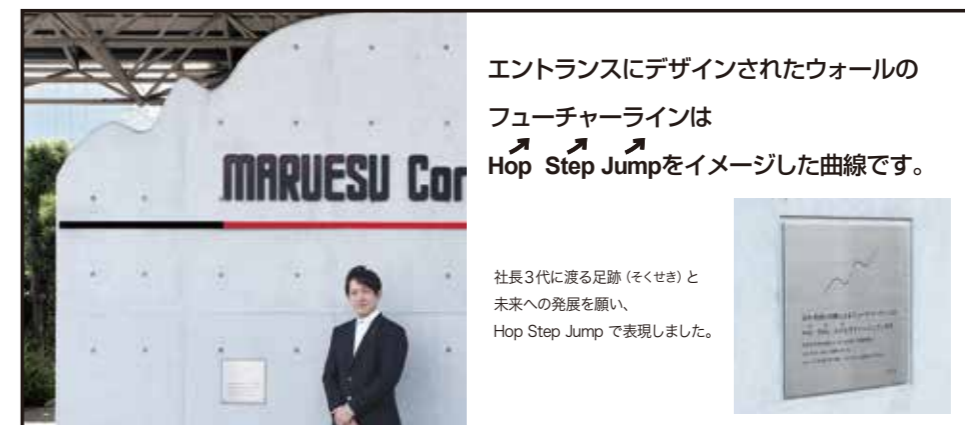 MARUESU Cor
エントランスにデザインされたウォールの
フューチャーラインは
Hop Step Jumpをイメージした曲線です。
社長3代に渡る足跡（そくせき）と
未来への発展を願い、
Hop Step Jump で表現しました。